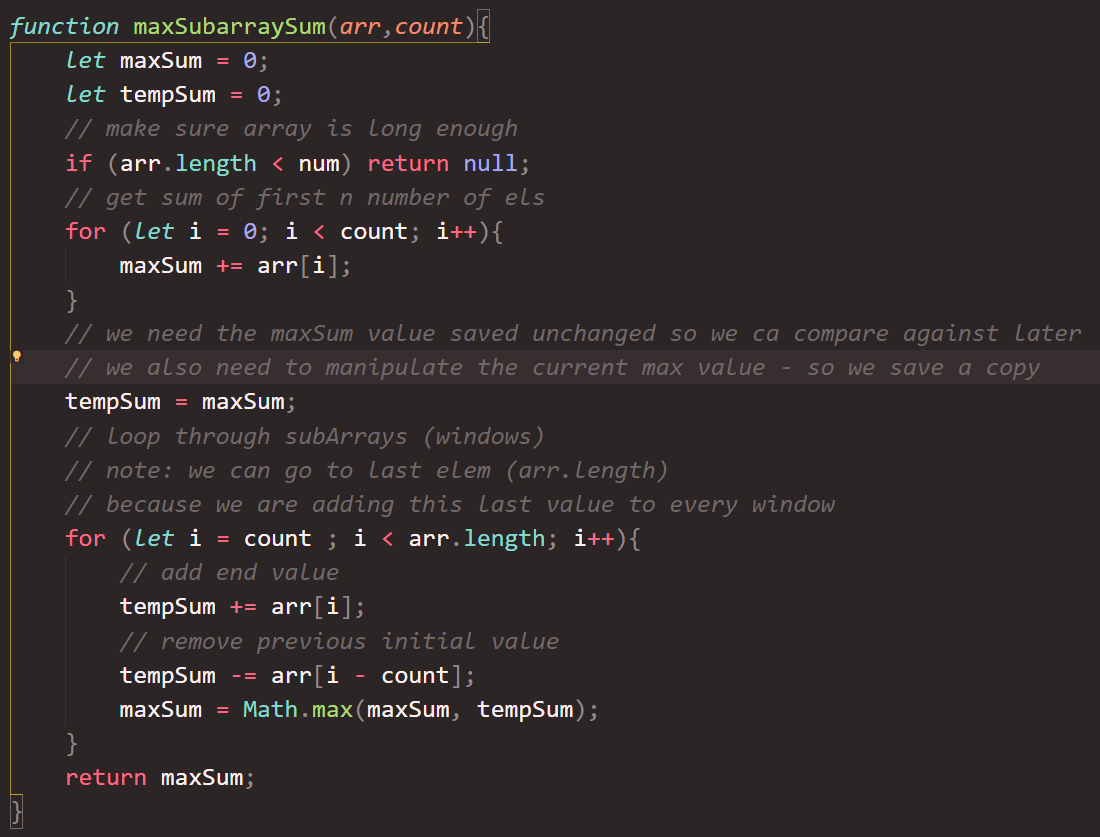 function maxSubarraySum(arr,count){
let maxSum = 0;
let tempSum = 0;
// make sure array is long enough
if (arr.length < num) return null;
// get sum of first n number of els
for (let i = 0; i < count; i++){
maxSum += arr[i];
}
// we need the maxSum value saved unchanged so we ca compare against later
// we also need to manipulate the current max value - so we save a copy
tempSum = maxSum;
// loop through subArrays (windows)
// note: we can go to last elem (arr.length)
// because we are adding this last value to every window
for (let i = count ; i < arr.length; i++){
// add end value
tempSum += arr[i];
// remove previous initial value
tempSum -= arr[i - count];
maxSum = Math.max(maxSum, tempSum);
}
return maxSum;
}